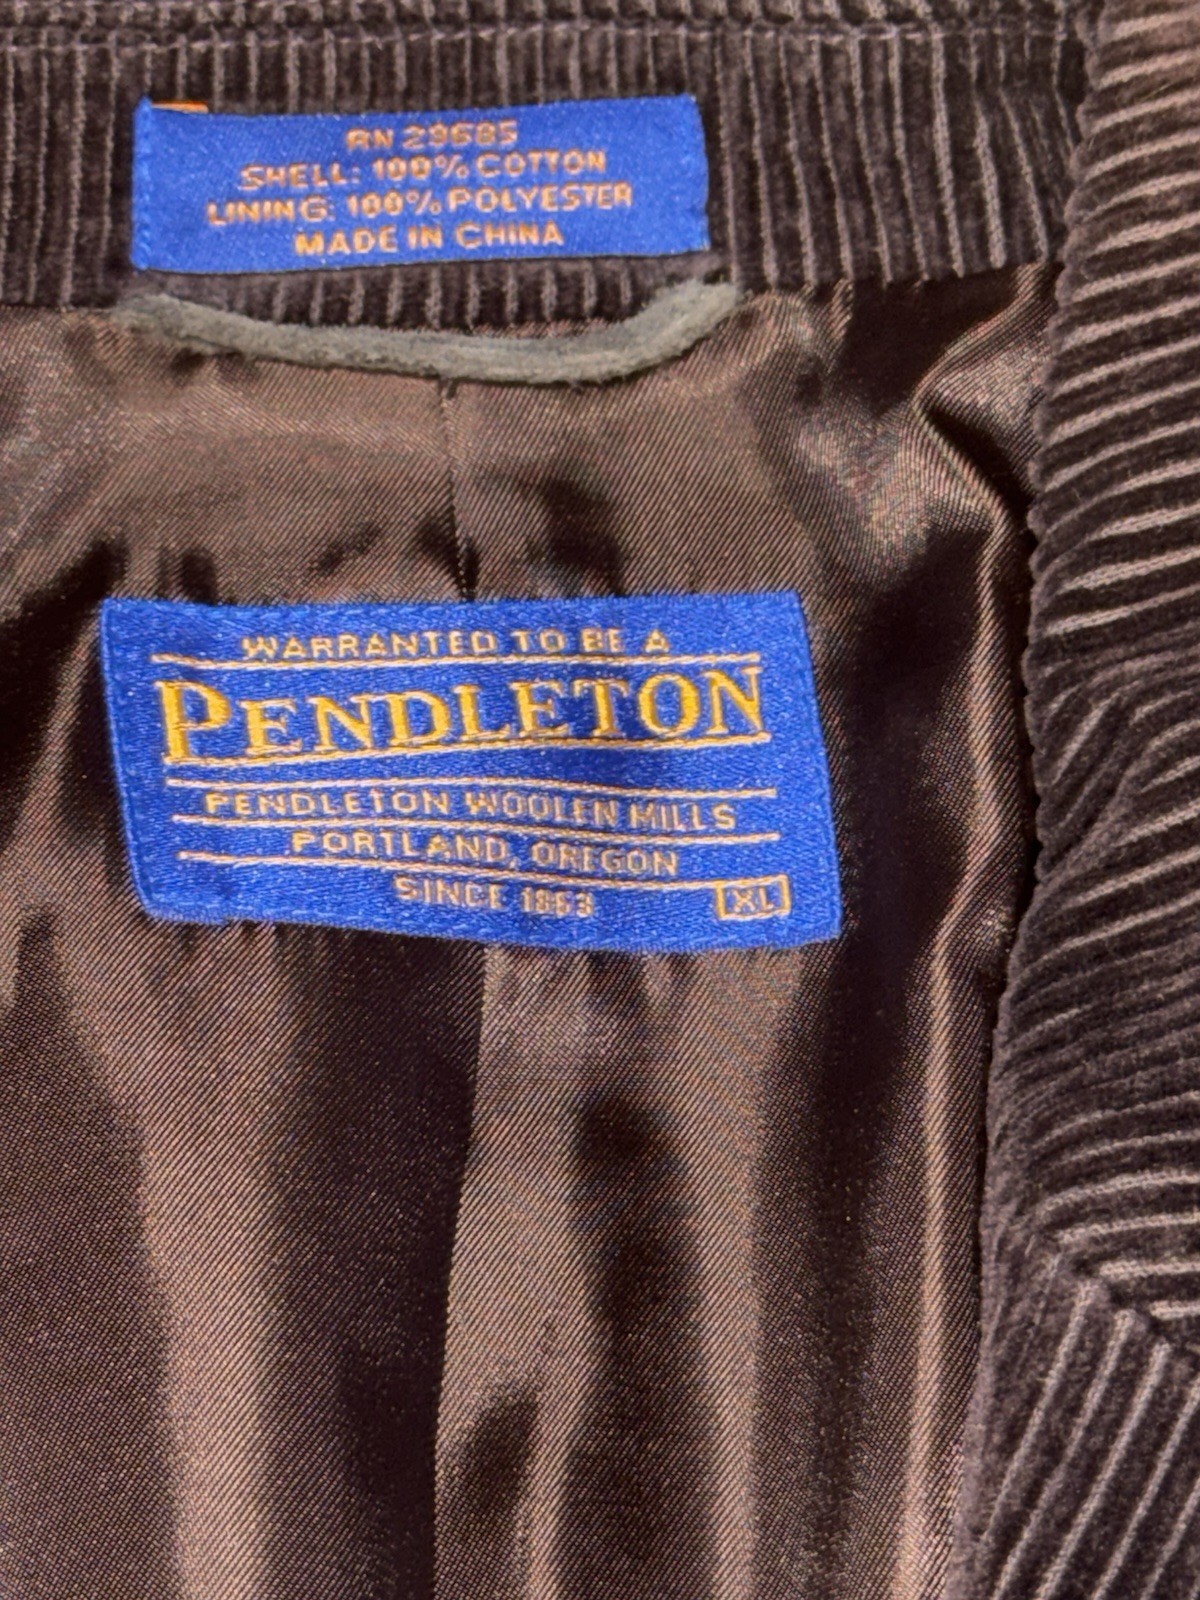 RN 29685
SHELL: 100% COTTON
LINING: 100% POLYESTER
MADE IN CHINA
WARRANTED TO BE A
PENDLETON
PENDLETON WOOLEN MILLS
PORTLAND, OREGON
SINCE 1863
XL